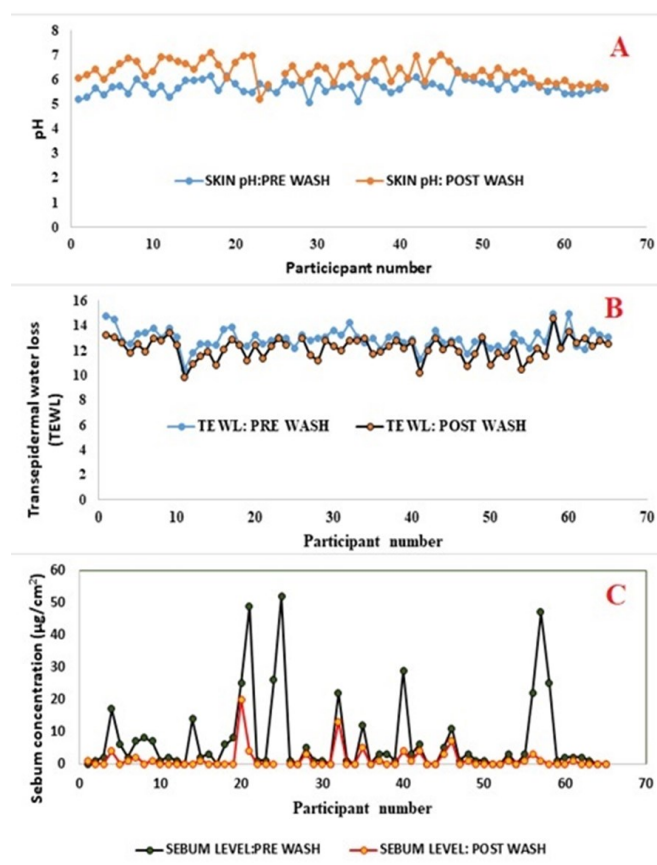 A
8
7
6
5
4
3
2
1
0
pH
SKIN pH:PRE WASH
SKIN pH: POST WASH
0 10 20 30 40 50 60 70
Particicpant number
B
16
14
12
10
8
6
4
2
0
Transepidermal water loss
(TEWL)
TEWL: PRE WASH
TEWL: POST WASH
0 10 20 30 40 50 60 70
Participant number
C
60
50
40
30
20
10
0
Sebum concentration (µg/cm²)
0 10 20 30 40 50 60 70
Participant number
SEBUM LEVEL:PRE WASH
SEBUM LEVEL: POST WASH